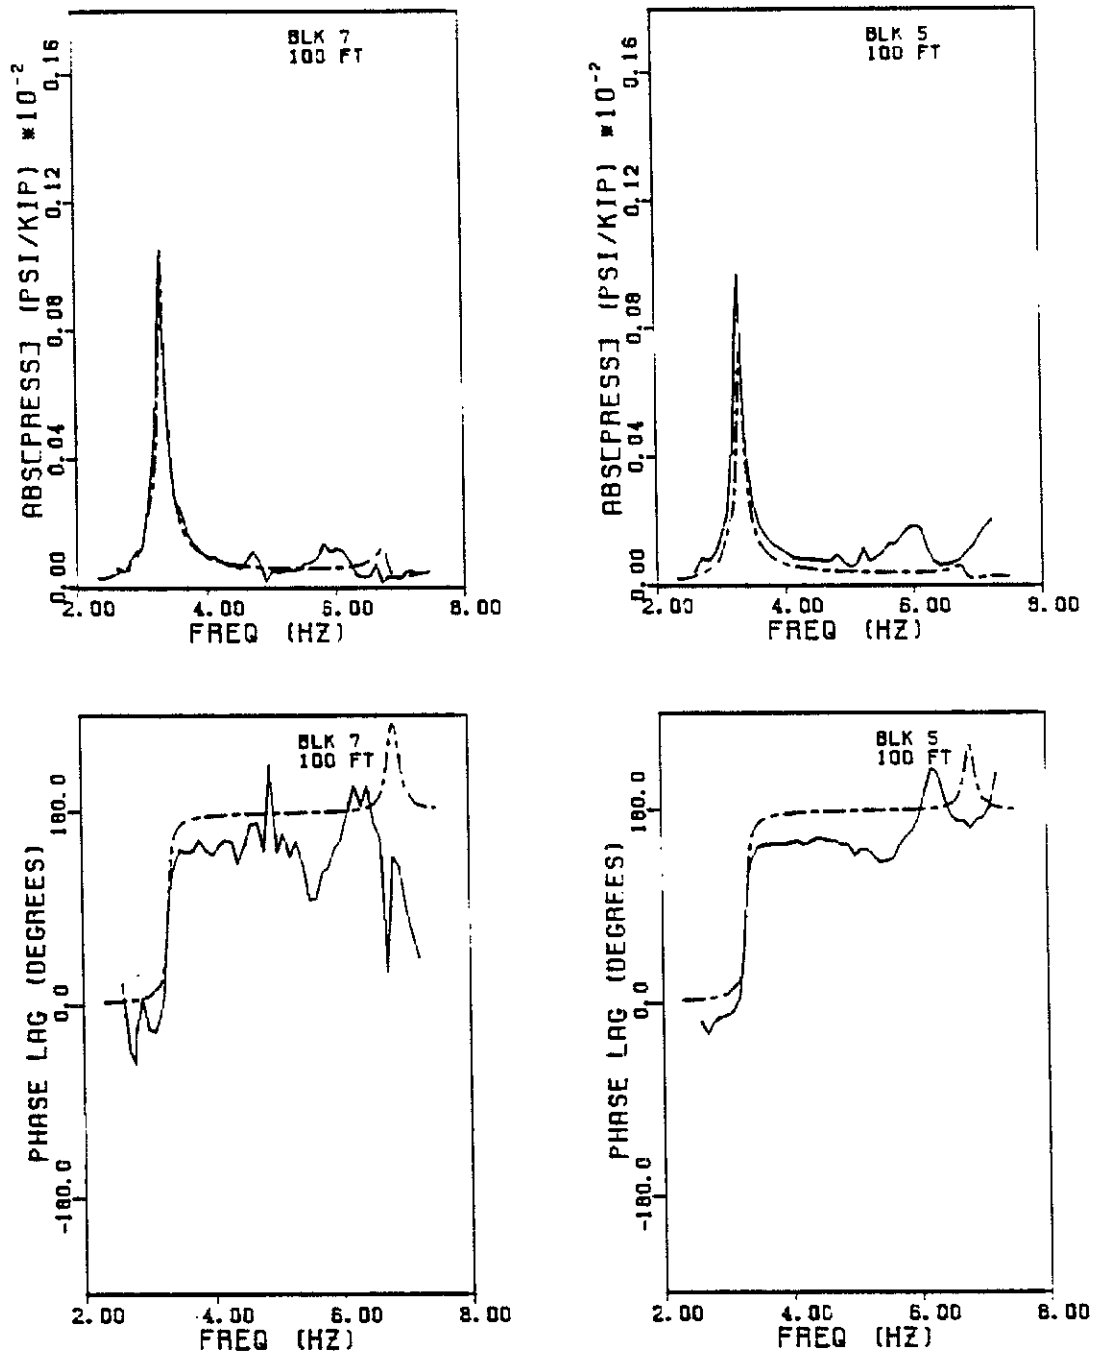 BLK 7
100 FT
ABS[PRESS] (PSI/KIP) *10⁻²
0.16
0.12
0.08
0.04
0.00
2.00 4.00 6.00 8.00
FREQ (HZ)
BLK 5
100 FT
ABS[PRESS] (PSI/KIP) *10⁻²
0.16
0.12
0.08
0.04
0.00
2.00 4.00 6.00 8.00
FREQ (HZ)
BLK 7
100 FT
PHASE LAG (DEGREES)
180.0
0.0
-180.0
2.00 4.00 6.00 8.00
FREQ (HZ)
BLK 5
100 FT
PHASE LAG (DEGREES)
180.0
0.0
-180.0
2.00 4.00 6.00 8.00
FREQ (HZ)